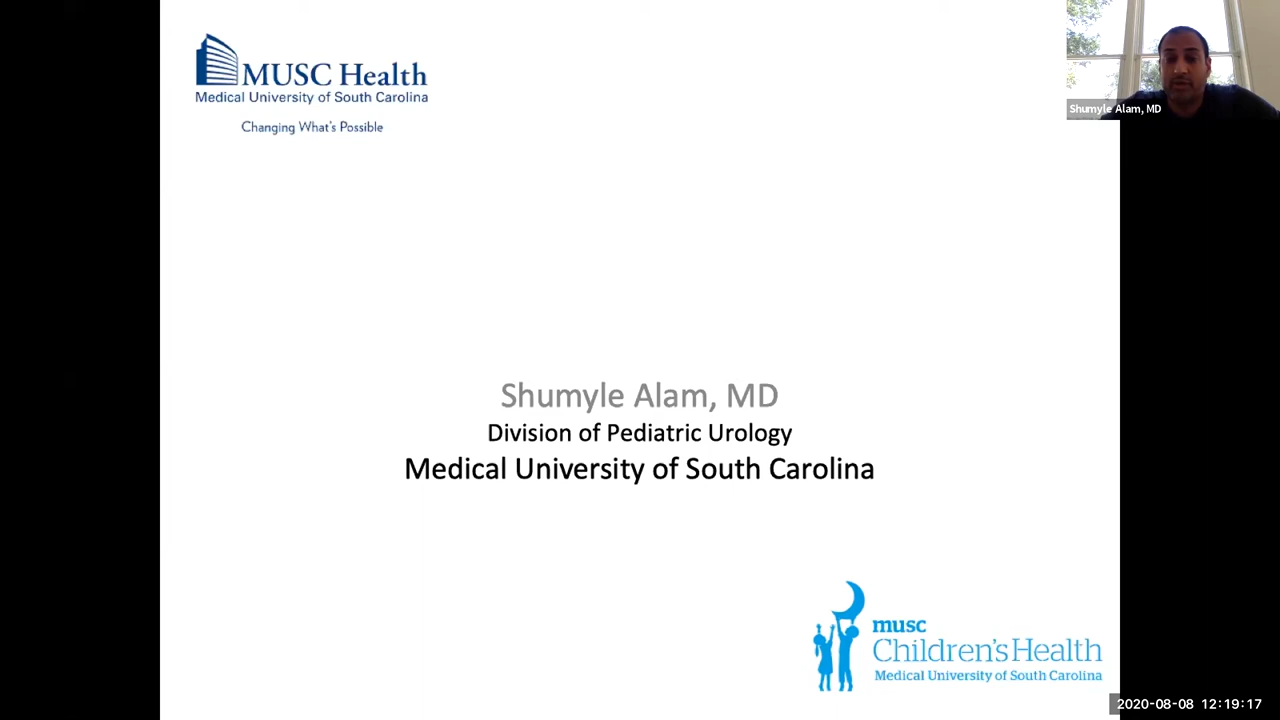 MUSC Health
Medical University of South Carolina
Changing What's Possible
Shumyle Alam, MD
Shumyle Alam, MD
Division of Pediatric Urology
Medical University of South Carolina
musc
Children's Health
Medical University of South Carolina
2020-08-08 12:19:17